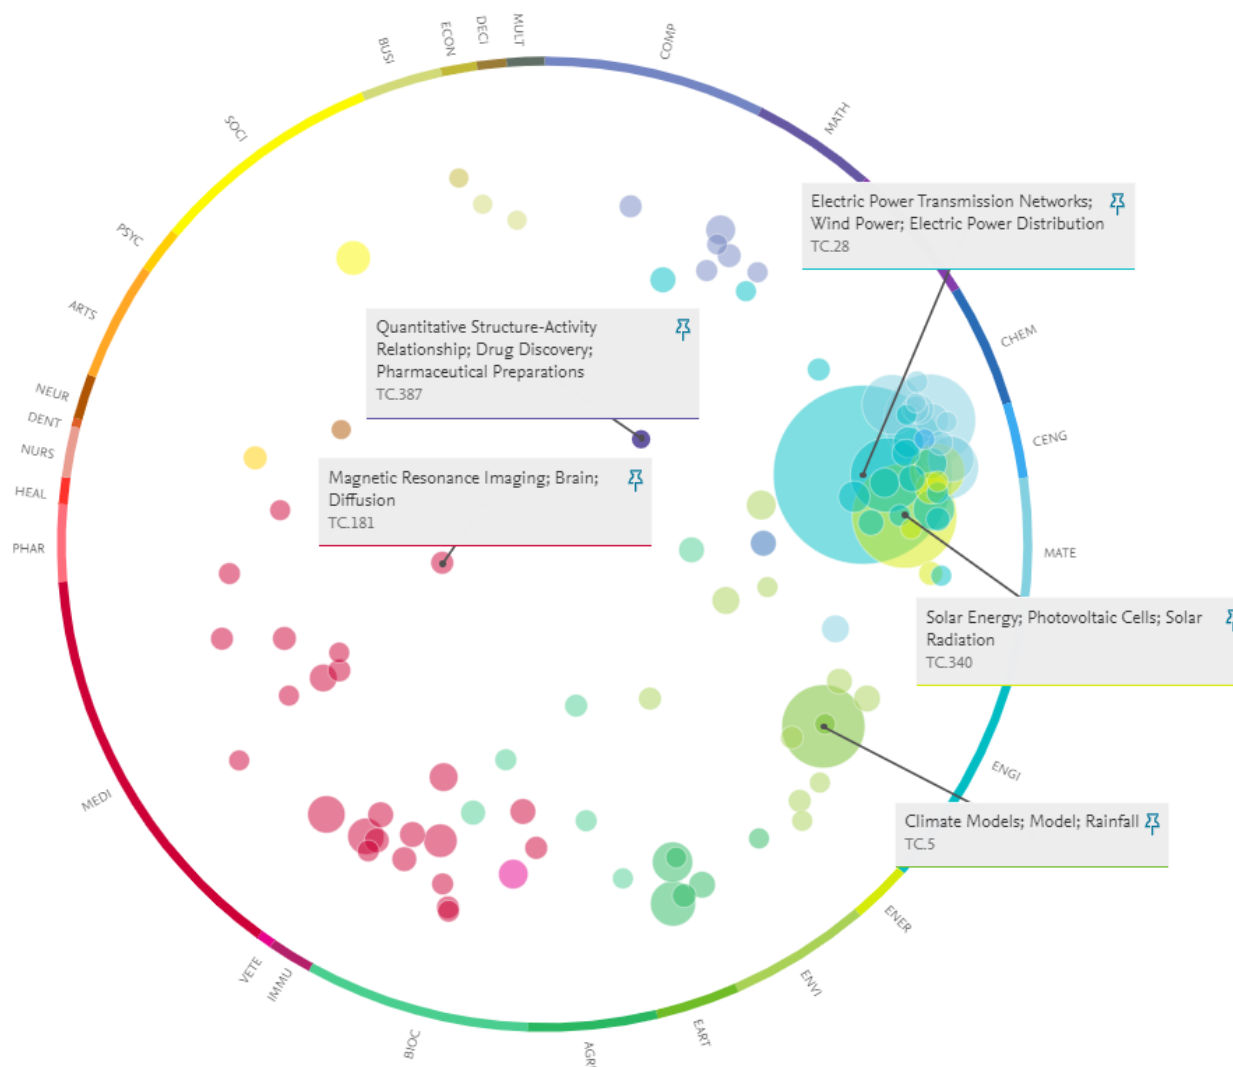 MULT
DECI
ECON
BUSI
COMP
SOCI
MATH
PSYC
ARTS
NEUR
DENT
NURS
HEAL
PHAR
CHEM
CENG
MATE
Electric Power Transmission Networks;
Wind Power; Electric Power Distribution
TC.28
Quantitative Structure-Activity
Relationship; Drug Discovery;
Pharmaceutical Preparations
TC.387
Magnetic Resonance Imaging; Brain;
Diffusion
TC.181
Solar Energy; Photovoltaic Cells; Solar
Radiation
TC.340
Climate Models; Model; Rainfall
TC.5
ENGI
MEDI
ENER
VETE
IMMU
ENVI
BIOC
EART
AGRI